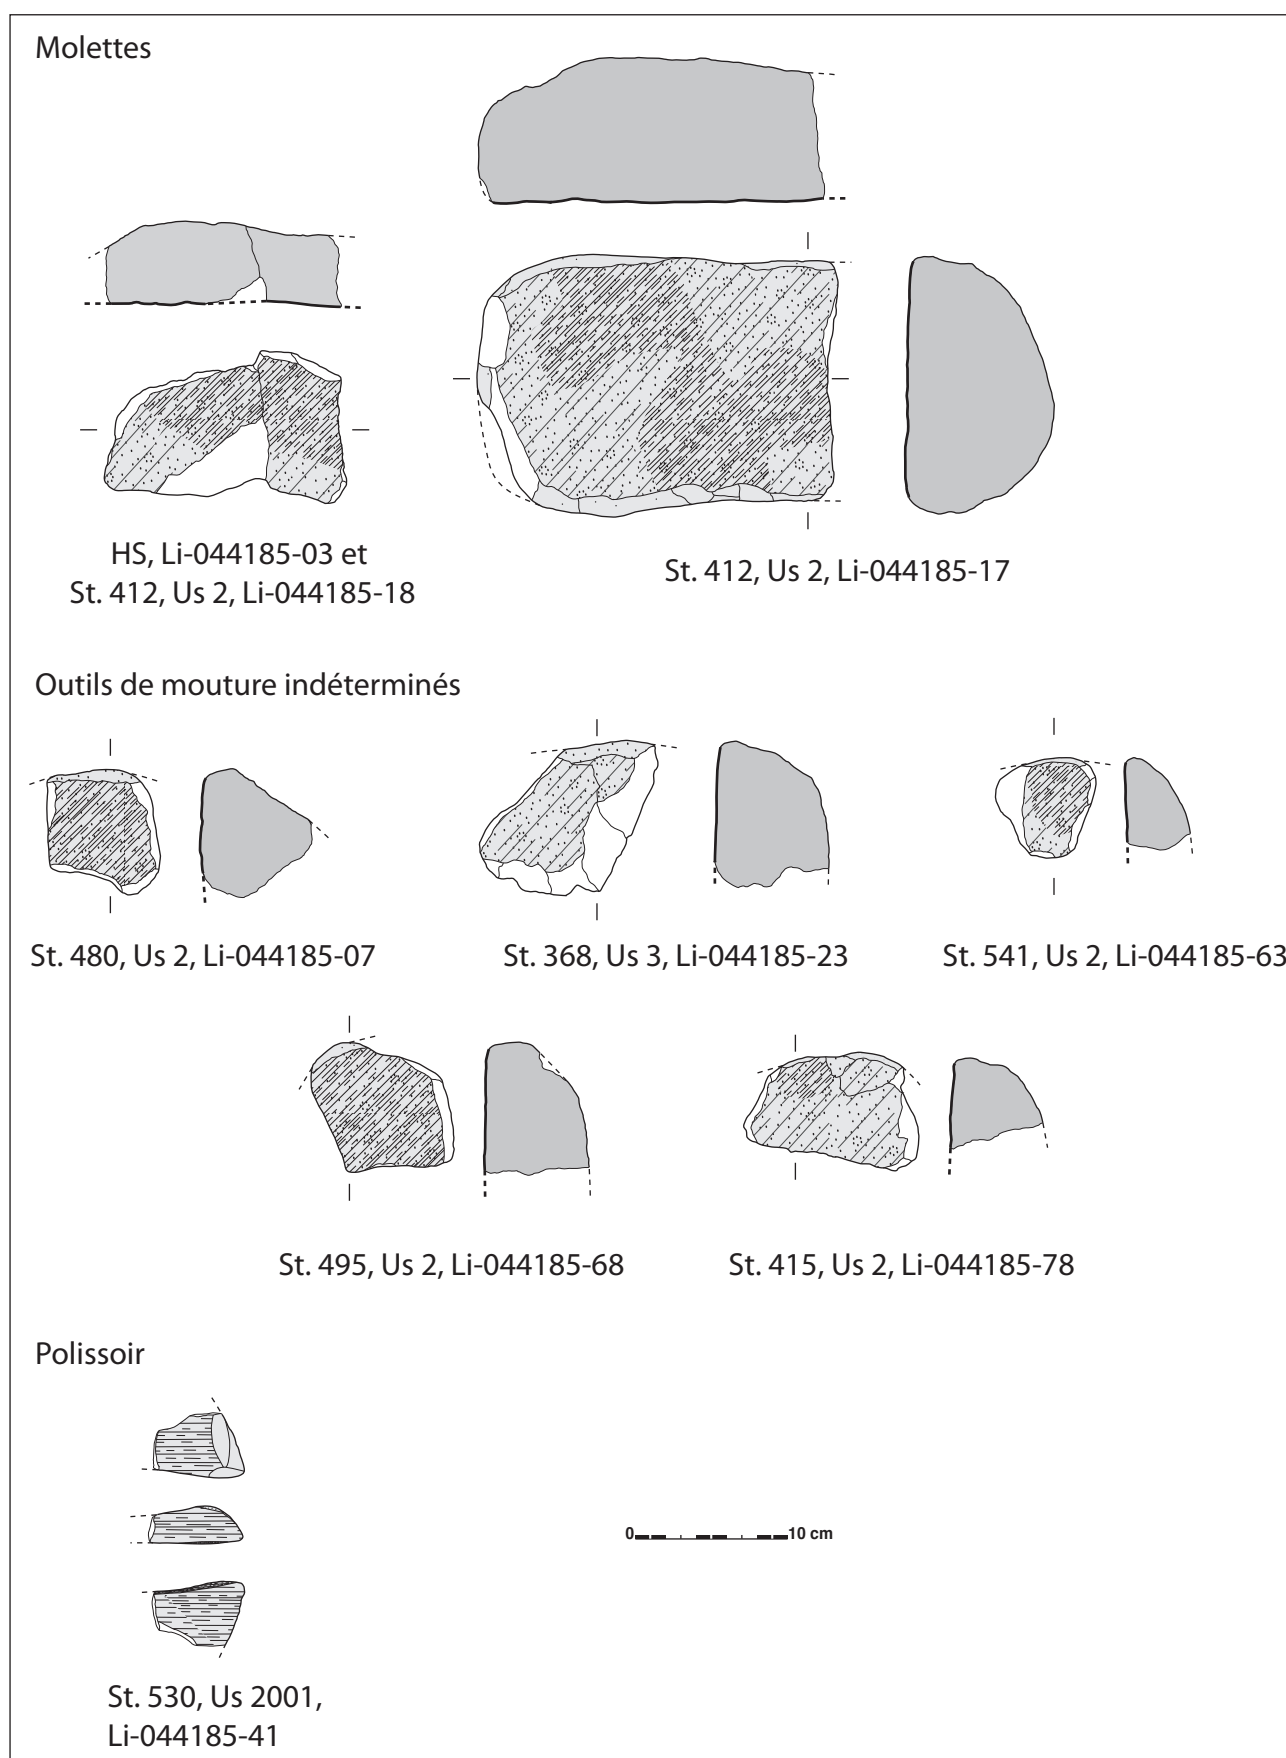 Molettes
HS, Li-044185-03 et
St. 412, Us 2, Li-044185-18
St. 412, Us 2, Li-044185-17
Outils de mouture indéterminés
St. 480, Us 2, Li-044185-07
St. 368, Us 3, Li-044185-23
St. 541, Us 2, Li-044185-63
St. 495, Us 2, Li-044185-68
St. 415, Us 2, Li-044185-78
Polissoir
0 10 cm
St. 530, Us 2001,
Li-044185-41